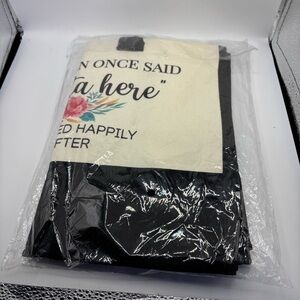 N ONCE SAID
a here"
ED HAPPILY
FTER